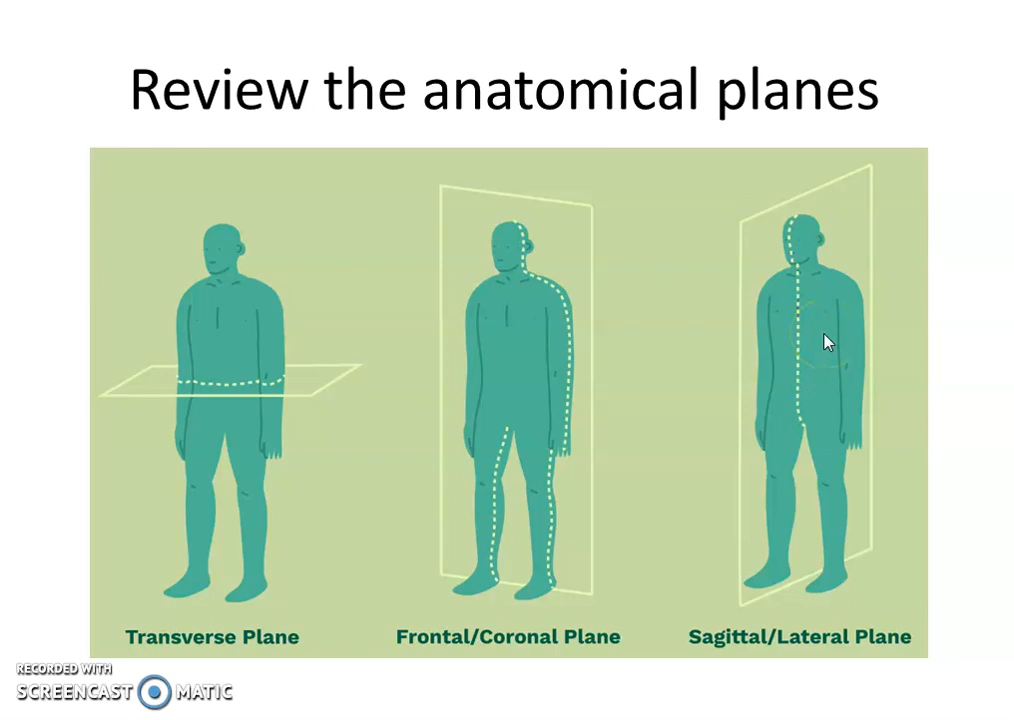 Review the anatomical planes
Transverse Plane
Frontal/Coronal Plane
Sagittal/Lateral Plane
RECORDED WITH
SCREENCAST MATIC